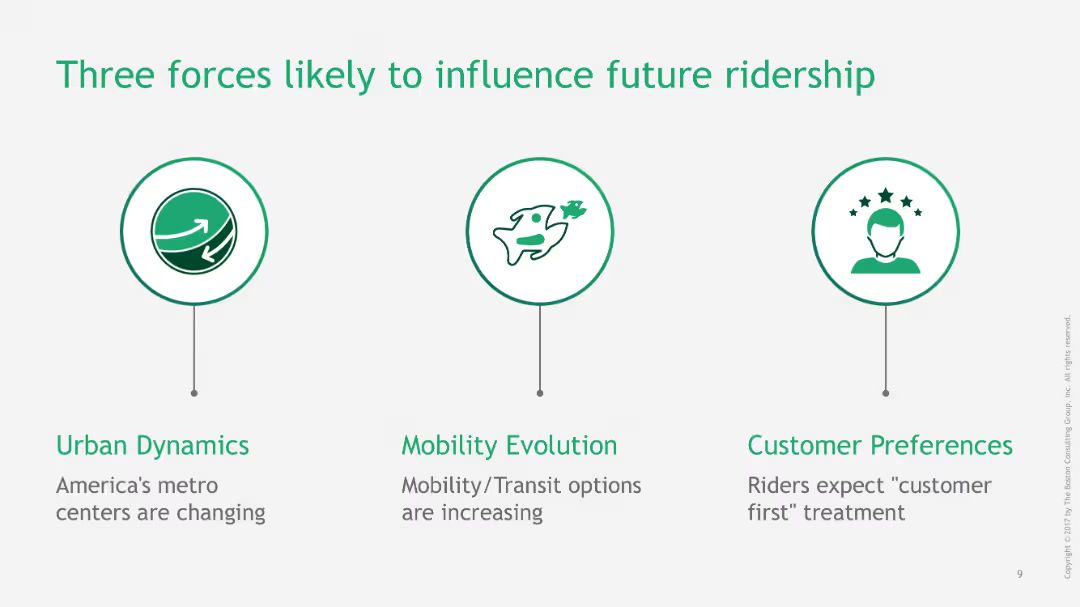 Three forces likely to influence future ridership
Urban Dynamics
America's metro
centers are changing
Mobility Evolution
Mobility/Transit options
are increasing
Customer Preferences
Riders expect "customer
first" treatment
Copyright © 2017 by The Boston Consulting Group, Inc. All rights reserved.
9